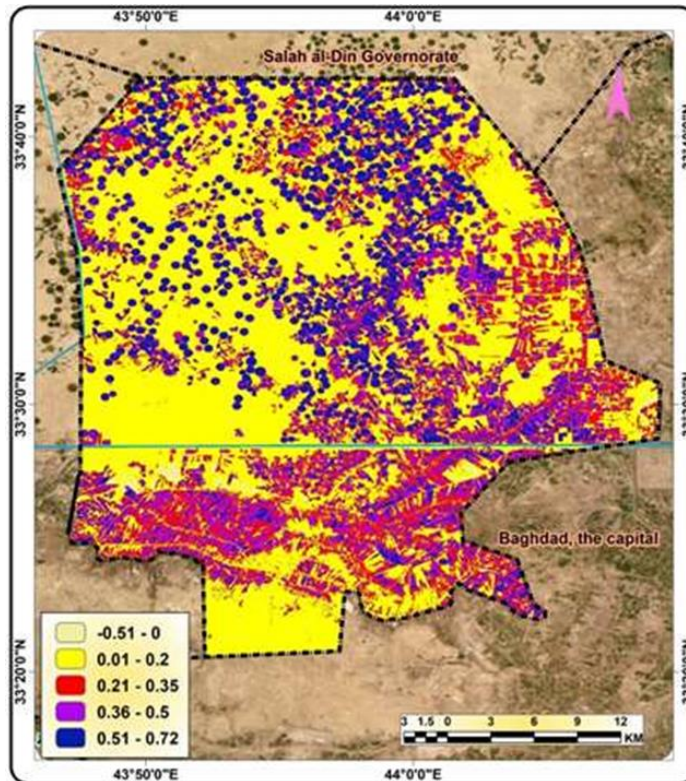 43°50'0"E 44°0'0"E
Salah al-Din Governorate
33°40'0"N
33°30'0"N
Baghdad, the capital
33°20'0"N
-0.51 - 0
0.01 - 0.2
0.21 - 0.35
0.36 - 0.5
0.51 - 0.72
3 1.5 0 3 6 9 12
KM
43°50'0"E 44°0'0"E